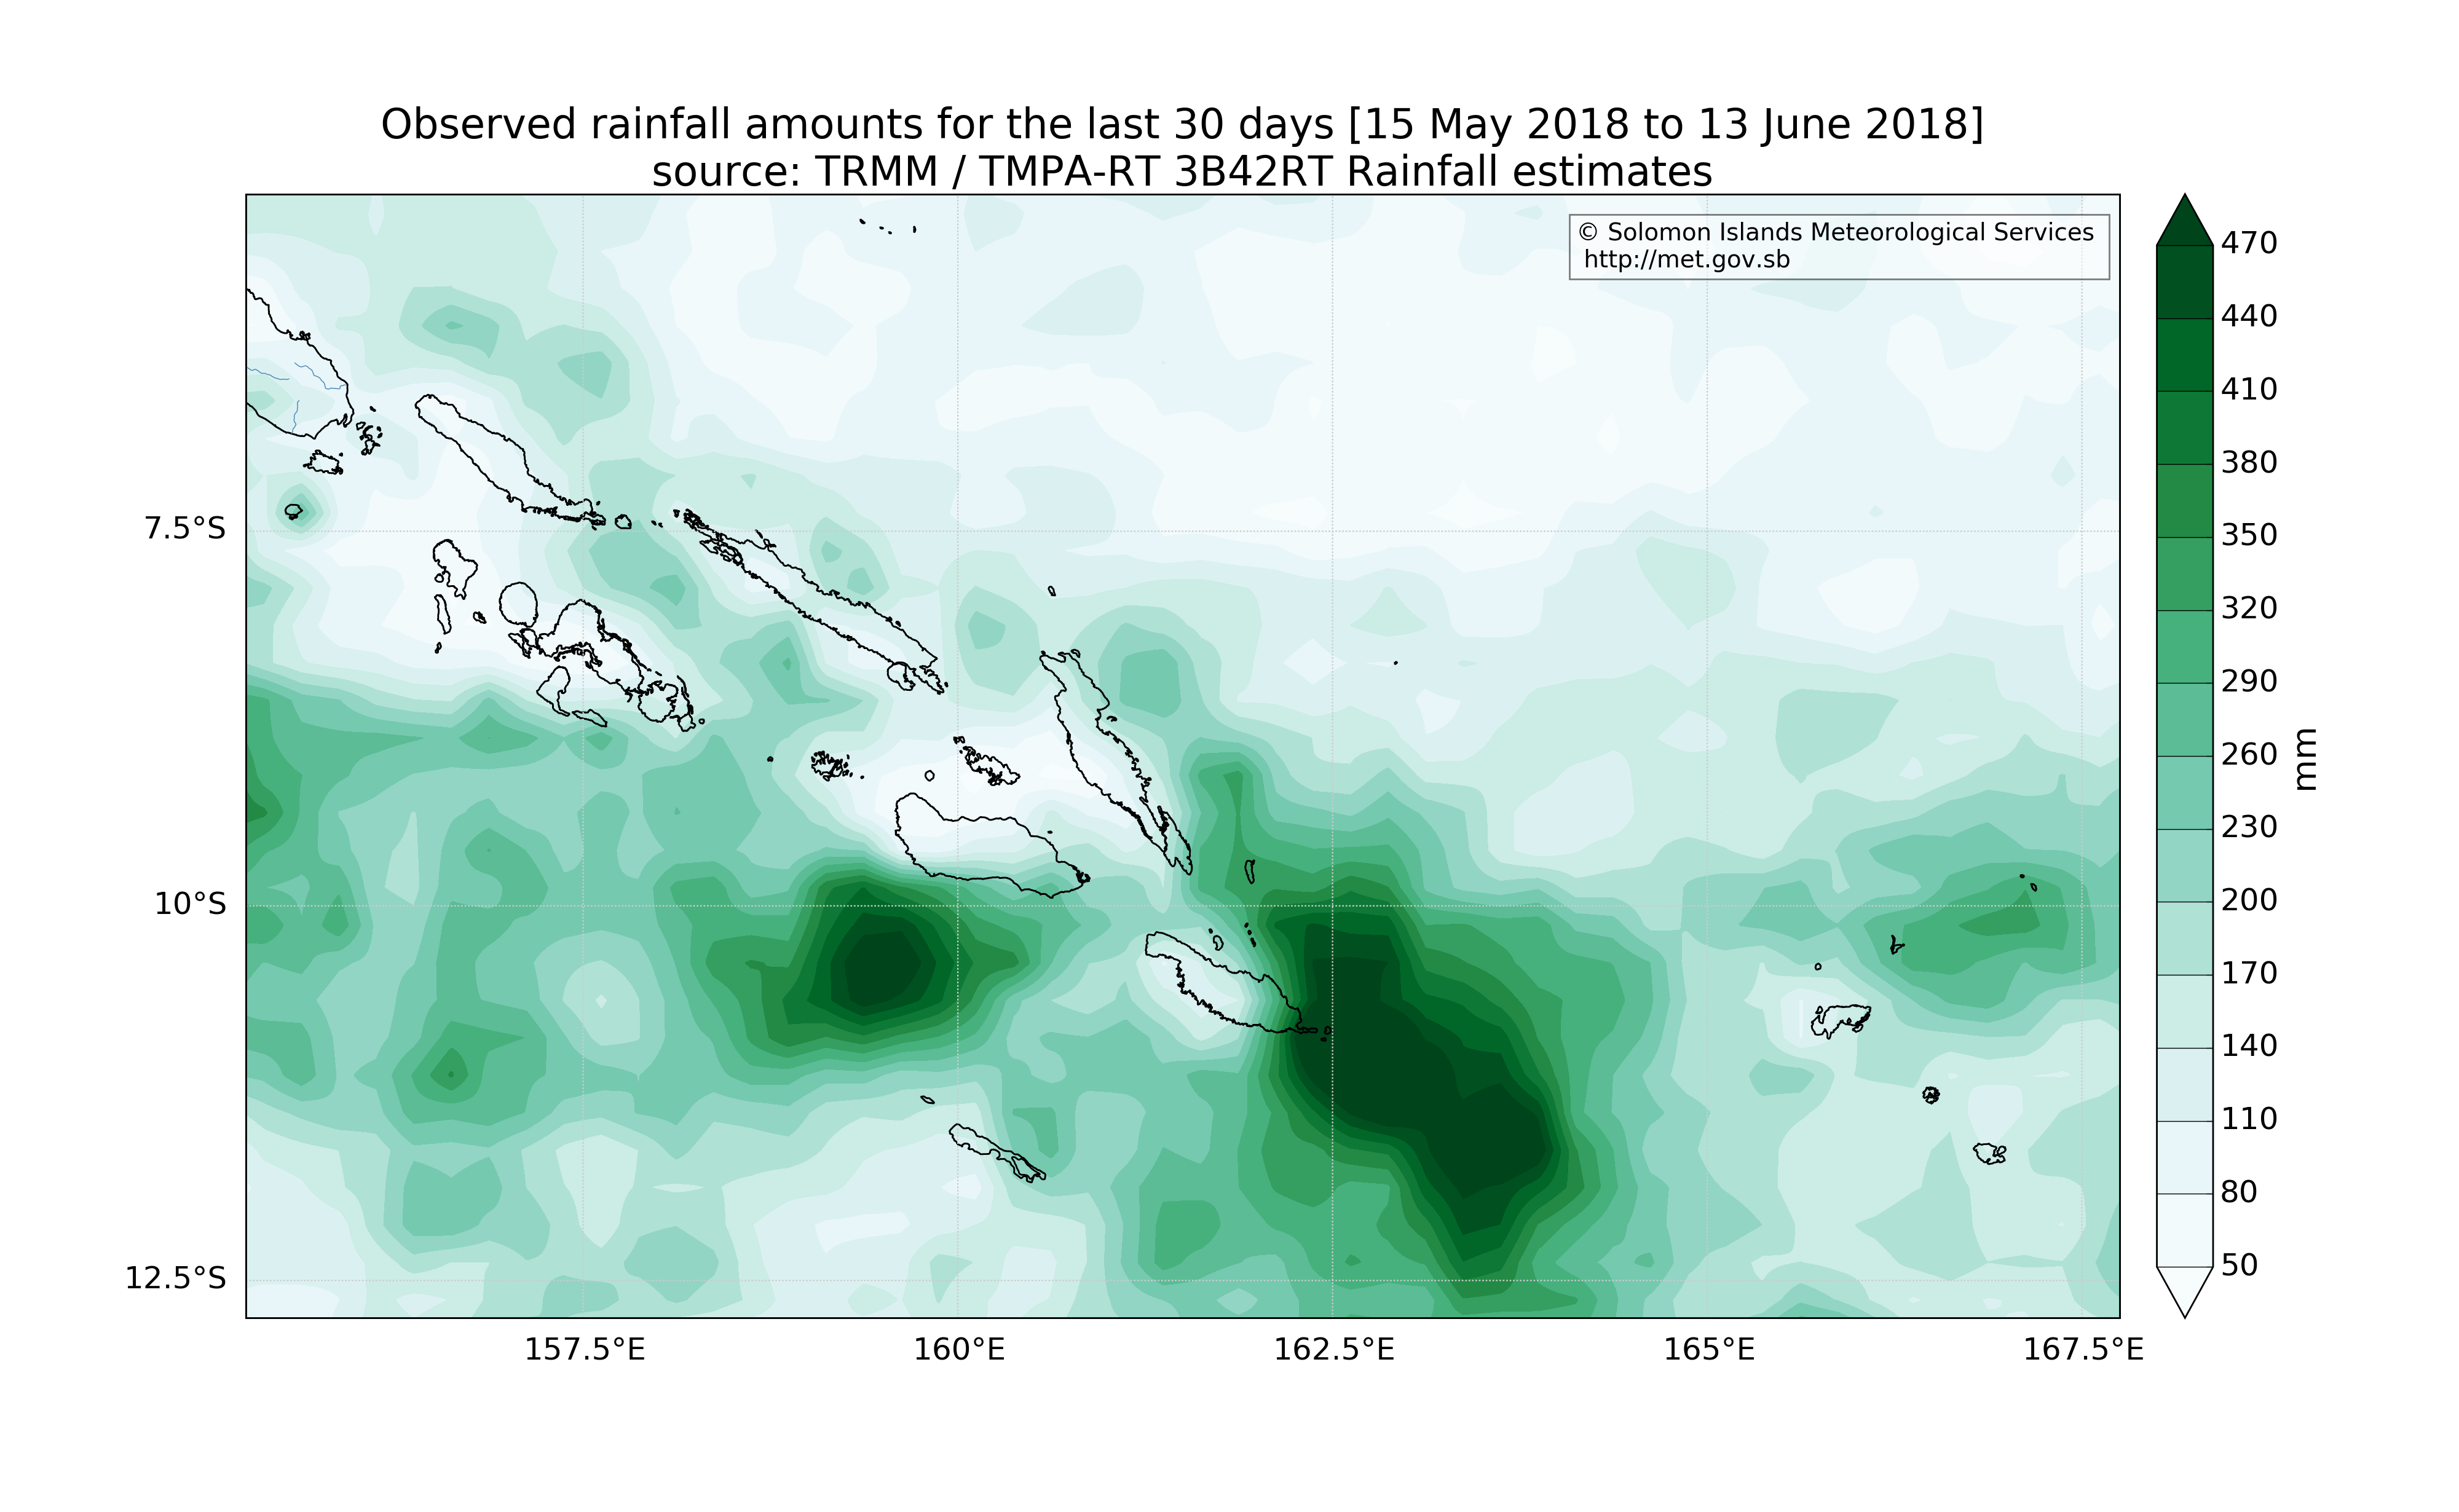 Observed rainfall amounts for the last 30 days [15 May 2018 to 13 June 2018]
source: TRMM / TMPA-RT 3B42RT Rainfall estimates
© Solomon Islands Meteorological Services
http://met.gov.sb
7.5°S
10°S
12.5°S
157.5°E
160°E
162.5°E
165°E
167.5°E
470
440
410
380
350
320
290
260
230
200
170
140
110
80
50
mm